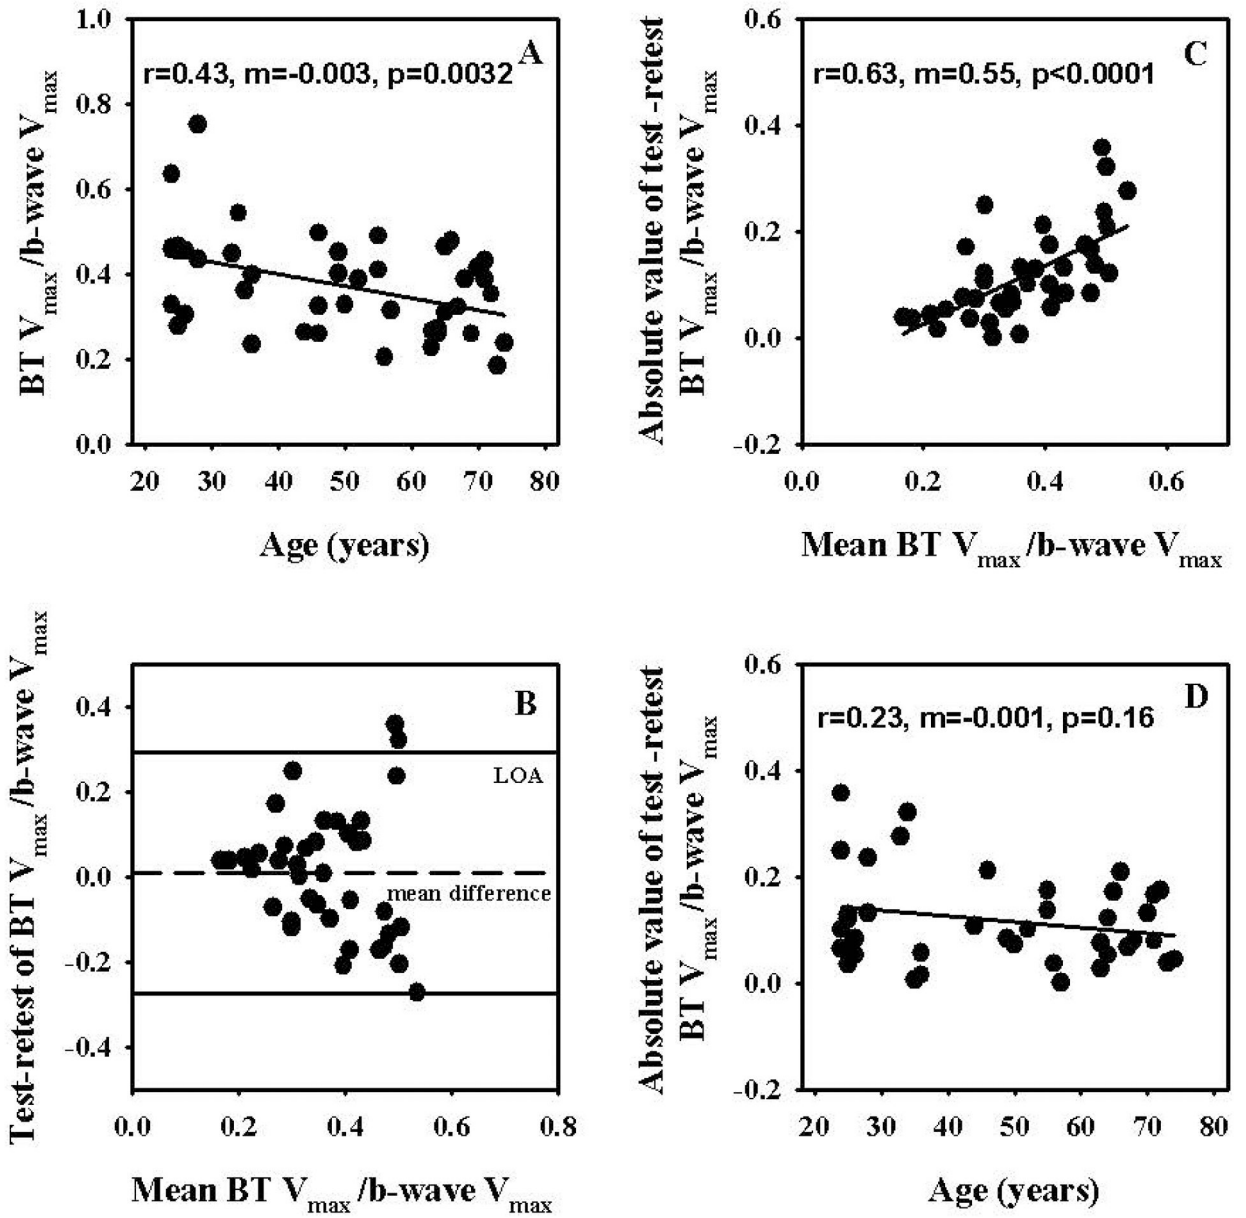 A
r=0.43, m=-0.003, p=0.0032
BT Vmax/b-wave Vmax
1.0
0.8
0.6
0.4
0.2
0.0
20 30 40 50 60 70 80
Age (years)
C
r=0.63, m=0.55, p<0.0001
Absolute value of test -retest
BT Vmax/b-wave Vmax
0.6
0.4
0.2
0.0
-0.2
0.0 0.2 0.4 0.6
Mean BT Vmax/b-wave Vmax
B
Test-retest of BT Vmax/b-wave Vmax
0.4
0.2
0.0
-0.2
-0.4
LOA
mean difference
0.0 0.2 0.4 0.6 0.8
Mean BT Vmax/b-wave Vmax
D
r=0.23, m=-0.001, p=0.16
Absolute value of test -retest
BT Vmax/b-wave Vmax
0.6
0.4
0.2
0.0
-0.2
20 30 40 50 60 70 80
Age (years)